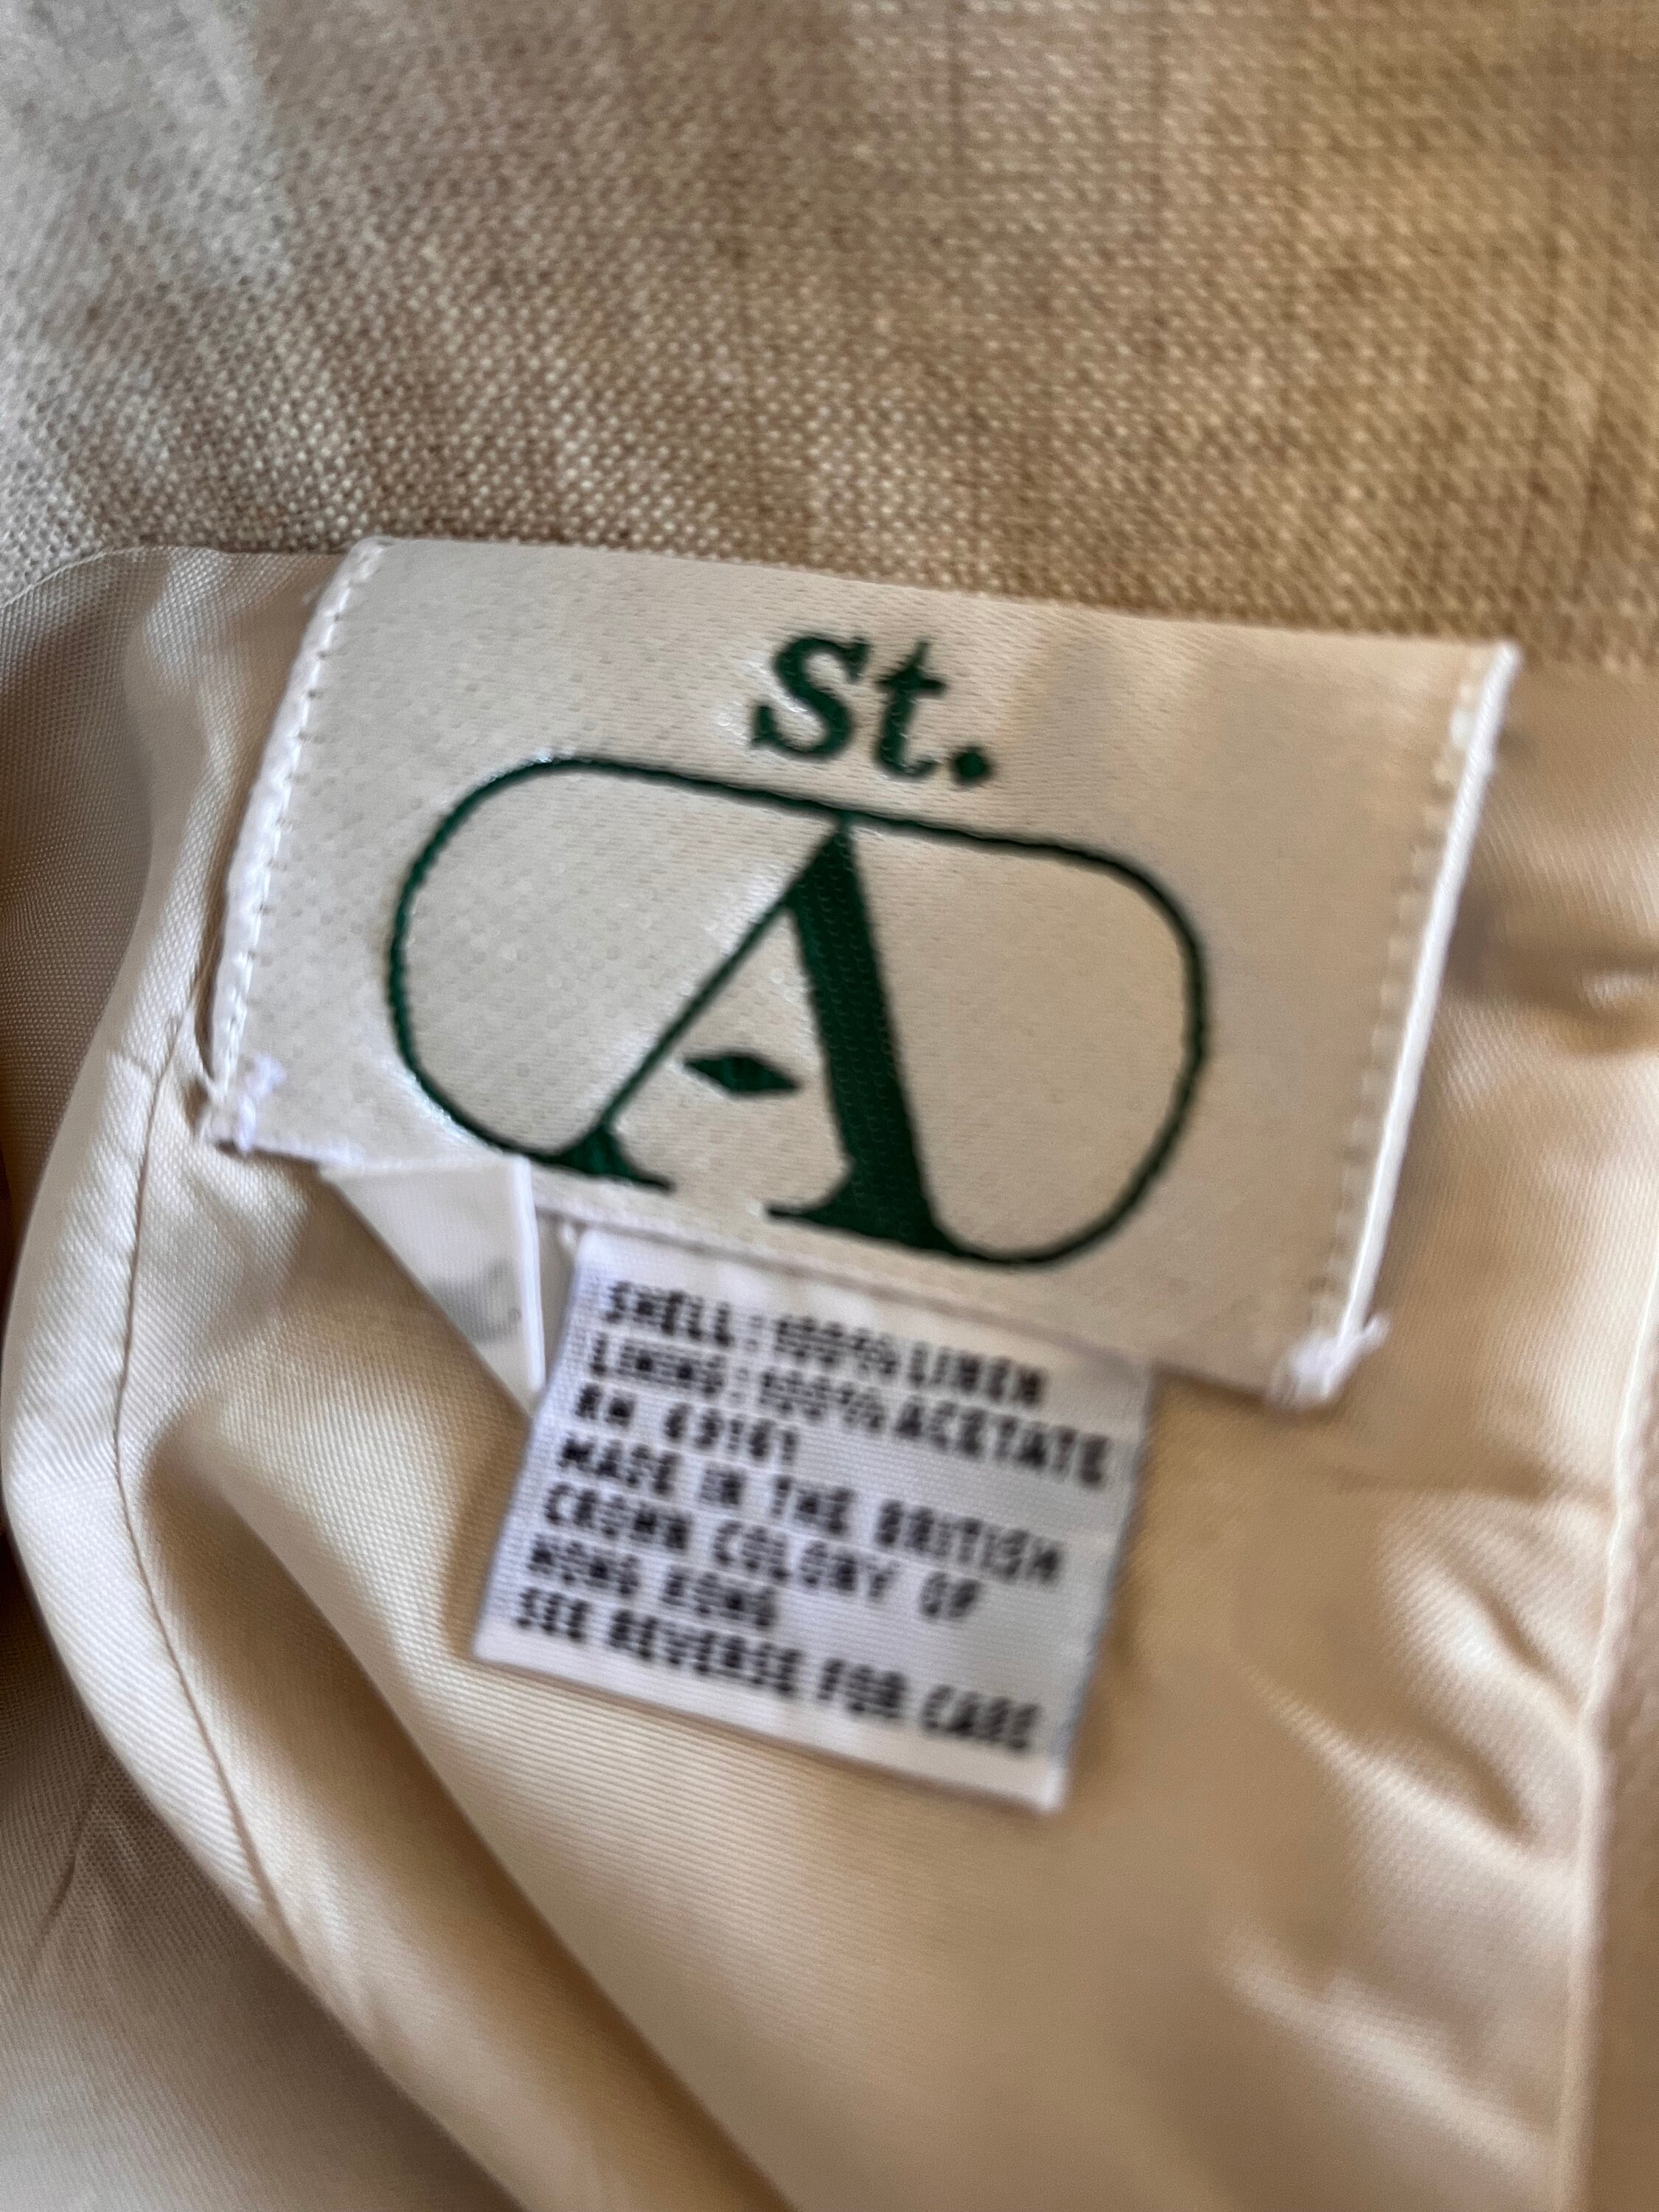 St.
A
SHELL: 100% LINEN
LINING: 100% ACETATE
RN 69161
MADE IN THE BRITISH
CROWN COLONY OF
HONG KONG
SEE REVERSE FOR CARE